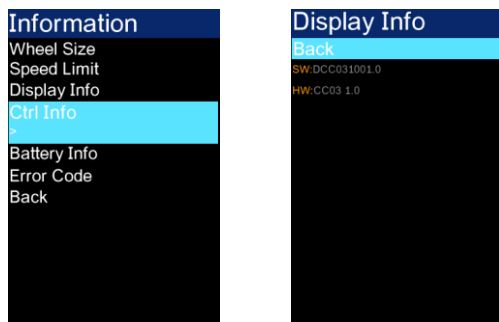 Information
Wheel Size
Speed Limit
Display Info
Ctrl Info
>
Battery Info
Error Code
Back
Display Info
Back
SW:DCC031001.0
HW:CC03 1.0